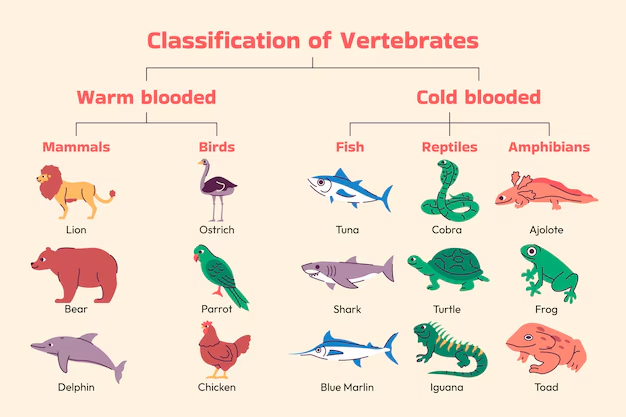 Classification of Vertebrates
Warm blooded
Cold blooded
Mammals
Birds
Fish
Reptiles
Amphibians
Lion
Ostrich
Tuna
Cobra
Ajolote
Bear
Parrot
Shark
Turtle
Frog
Delphin
Chicken
Blue Marlin
Iguana
Toad